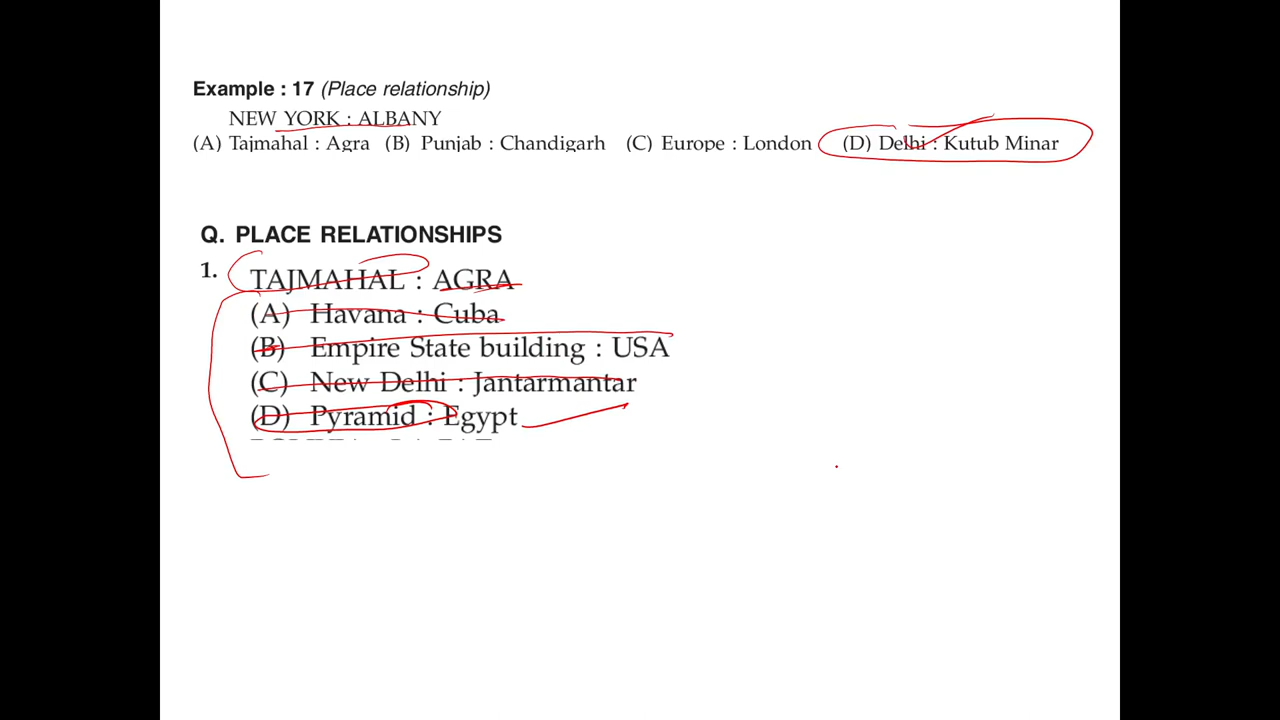 Example : 17 (Place relationship)
NEW YORK : ALBANY
(A) Tajmahal : Agra (B) Punjab : Chandigarh (C) Europe : London (D) Delhi : Kutub Minar
Q. PLACE RELATIONSHIPS
1. TAJMAHAL : AGRA
(A) Havana : Cuba
(B) Empire State building : USA
(C) New Delhi : Jantarmantar
(D) Pyramid : Egypt